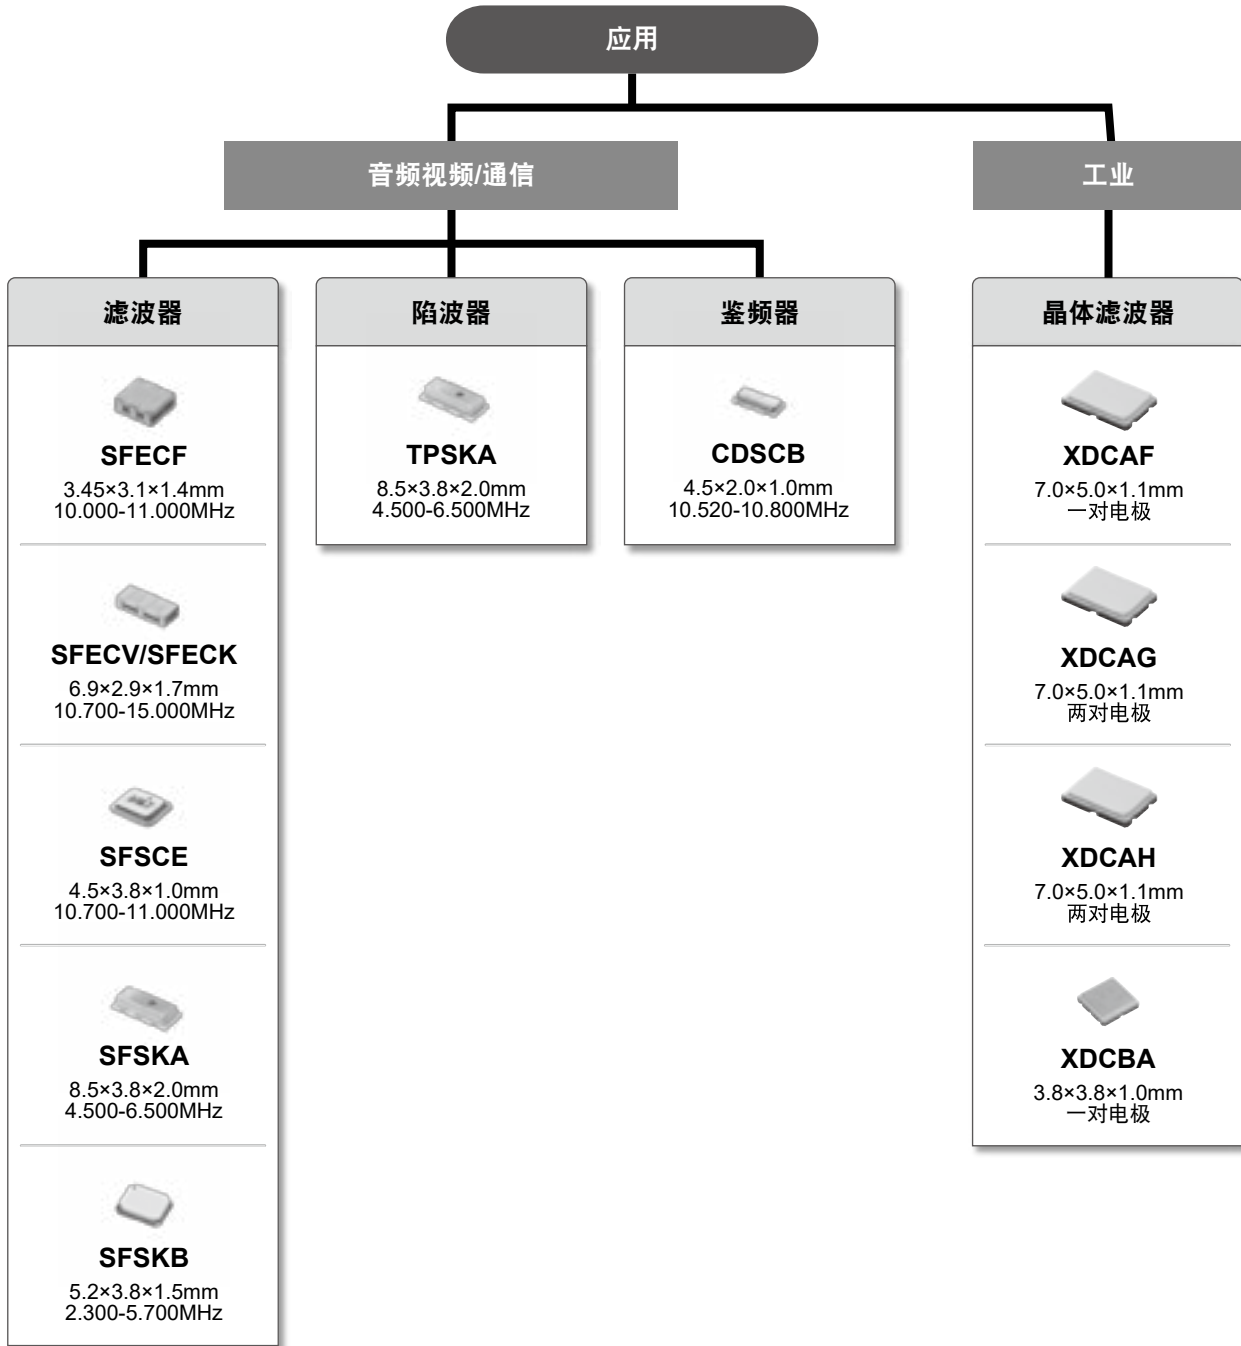 应用
音频视频/通信
工业
滤波器
SFECF
3.45×3.1×1.4mm
10.000-11.000MHz
SFECV/SFECK
6.9×2.9×1.7mm
10.700-15.000MHz
SFSCE
4.5×3.8×1.0mm
10.700-11.000MHz
SFSKA
8.5×3.8×2.0mm
4.500-6.500MHz
SFSKB
5.2×3.8×1.5mm
2.300-5.700MHz
陷波器
TPSKA
8.5×3.8×2.0mm
4.500-6.500MHz
鉴频器
CDSCB
4.5×2.0×1.0mm
10.520-10.800MHz
晶体滤波器
XDCAF
7.0×5.0×1.1mm
一对电极
XDCAG
7.0×5.0×1.1mm
两对电极
XDCAH
7.0×5.0×1.1mm
两对电极
XDCBA
3.8×3.8×1.0mm
一对电极